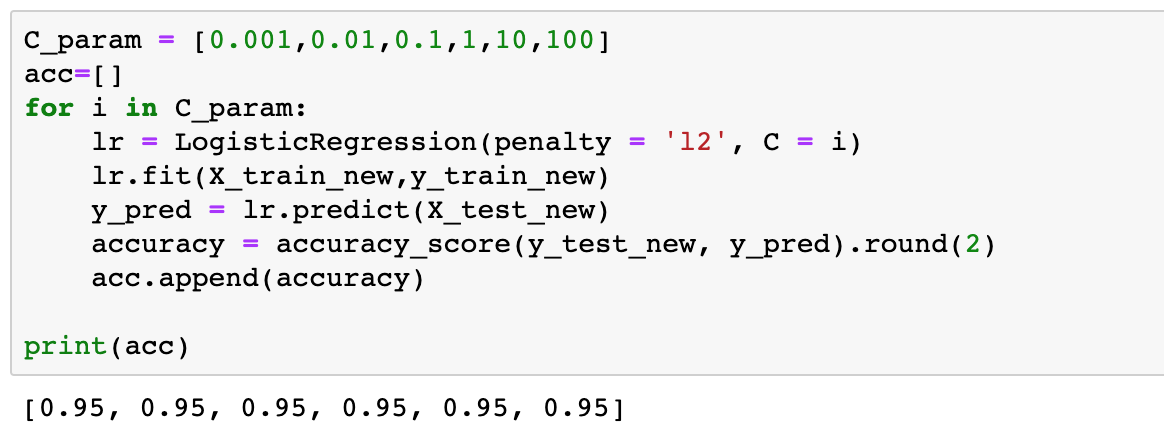 C_param = [0.001,0.01,0.1,1,10,100]
acc=[]
for i in C_param:
    lr = LogisticRegression(penalty = 'l2', C = i)
    lr.fit(X_train_new,y_train_new)
    y_pred = lr.predict(X_test_new)
    accuracy = accuracy_score(y_test_new, y_pred).round(2)
    acc.append(accuracy)

print(acc)
[0.95, 0.95, 0.95, 0.95, 0.95, 0.95]